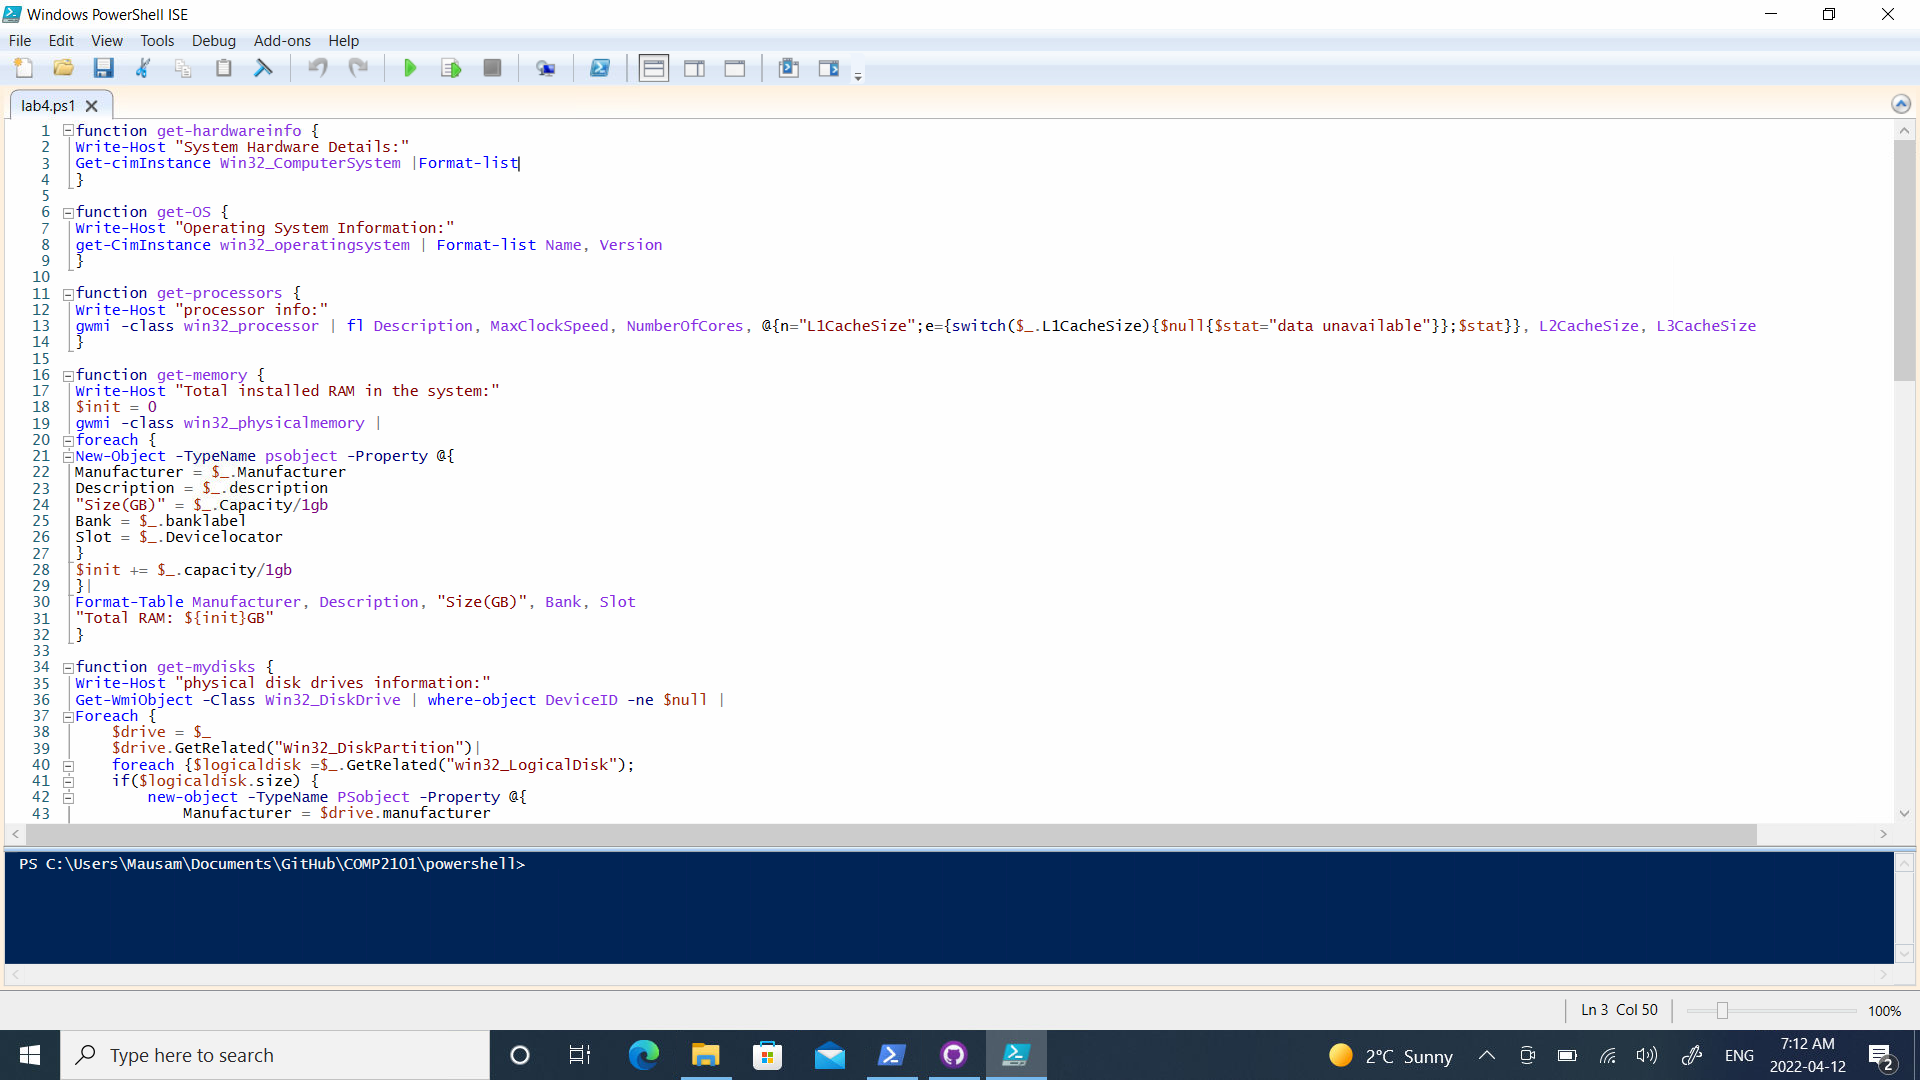 Windows PowerShell ISE
File Edit View Tools Debug Add-ons Help
lab4.ps1
1 function get-hardwareinfo {
2 Write-Host "System Hardware Details:"
3 Get-cimInstance Win32_ComputerSystem |Format-list
4 }
5
6 function get-OS {
7 Write-Host "Operating System Information:"
8 get-CimInstance win32_operatingsystem | Format-list Name, Version
9 }
10
11 function get-processors {
12 Write-Host "processor info:"
13 gwmi -class win32_processor | fl Description, MaxClockSpeed, NumberOfCores, @{n="L1CacheSize";e={switch($_.L1CacheSize){$null{$stat="data unavailable"}};$stat}}, L2CacheSize, L3CacheSize
14 }
15
16 function get-memory {
17 Write-Host "Total installed RAM in the system:"
18 $init = 0
19 gwmi -class win32_physicalmemory |
20 foreach {
21 New-Object -TypeName psobject -Property @{
22 Manufacturer = $_.Manufacturer
23 Description = $_.description
24 "Size(GB)" = $_.Capacity/1gb
25 Bank = $_.banklabel
26 Slot = $_.Devicelocator
27 }
28 $init += $_.capacity/1gb
29 }|
30 Format-Table Manufacturer, Description, "Size(GB)", Bank, Slot
31 "Total RAM: ${init}GB"
32 }
33
34 function get-mydisks {
35 Write-Host "physical disk drives information:"
36 Get-WmiObject -Class Win32_DiskDrive | where-object DeviceID -ne $null |
37 Foreach {
38 $drive = $_
39 $drive.GetRelated("Win32_DiskPartition")|
40 foreach {$logicaldisk =$_.GetRelated("win32_LogicalDisk");
41 if($logicaldisk.size) {
42 new-object -TypeName PSobject -Property @{
43 Manufacturer = $drive.manufacturer
PS C:\Users\Mausam\Documents\GitHub\COMP2101\powershell>
Ln 3 Col 50
100%
Type here to search
2°C Sunny
ENG
7:12 AM
2022-04-12
2